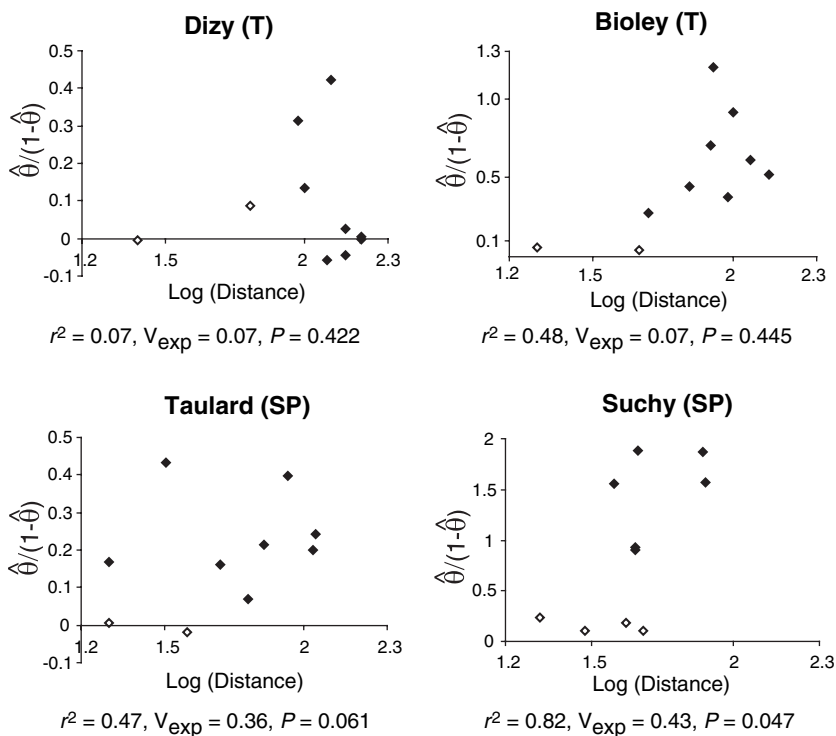 Dizy (T)
0.5
0.4
0.3
0.2
0.1
0
-0.1
1.2 1.5 2 2.3
θ̂/(1-θ̂)
Log (Distance)
r² = 0.07, Vexp = 0.07, P = 0.422
Bioley (T)
1.3
1.0
0.5
0.1
1.2 1.5 2 2.3
θ̂/(1-θ̂)
Log (Distance)
r² = 0.48, Vexp = 0.07, P = 0.445
Taulard (SP)
0.5
0.4
0.3
0.2
0.1
0
-0.1
1.2 1.5 2 2.3
θ̂/(1-θ̂)
Log (Distance)
r² = 0.47, Vexp = 0.36, P = 0.061
Suchy (SP)
2
1.5
1
0.5
0
1.2 1.5 2 2.3
θ̂/(1-θ̂)
Log (Distance)
r² = 0.82, Vexp = 0.43, P = 0.047